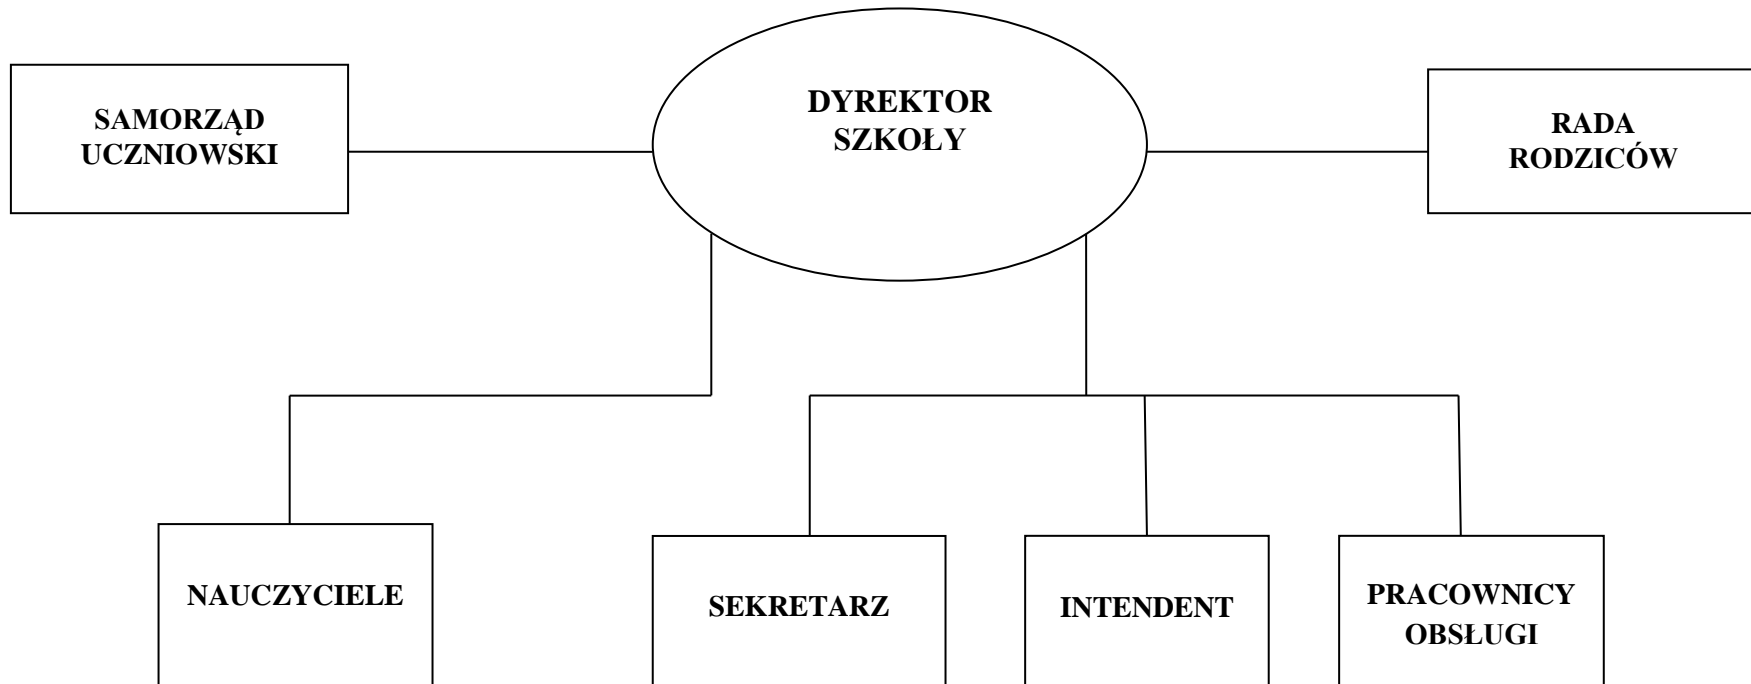 DYREKTOR
SZKOŁY
SAMORZĄD
UCZNIOWSKI
RADA
RODZICÓW
NAUCZYCIELE
SEKRETARZ
INTENDENT
PRACOWNICY
OBSŁUGI